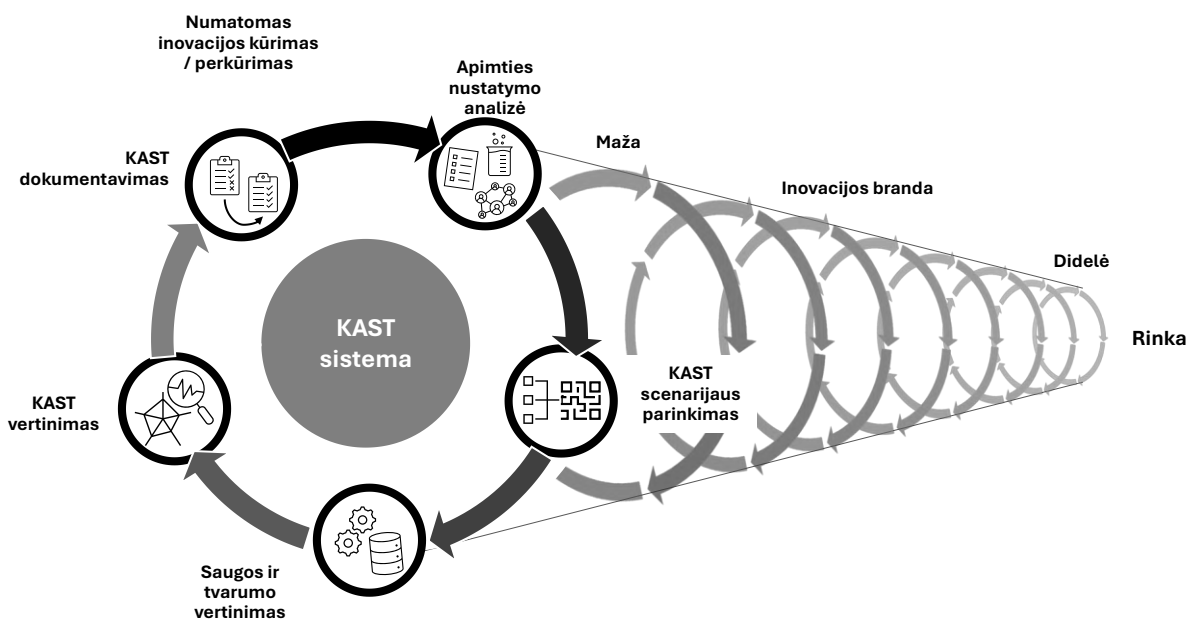 Numatomas
inovacijos kūrimas
/ perkūrimas
Apimties
nustatymo
analizė
Maža
KAST
dokumentavimas
Inovacijos branda
Didelė
KAST
sistema
Rinka
KAST
scenarijaus
parinkimas
KAST
vertinimas
Saugos ir
tvarumo
vertinimas